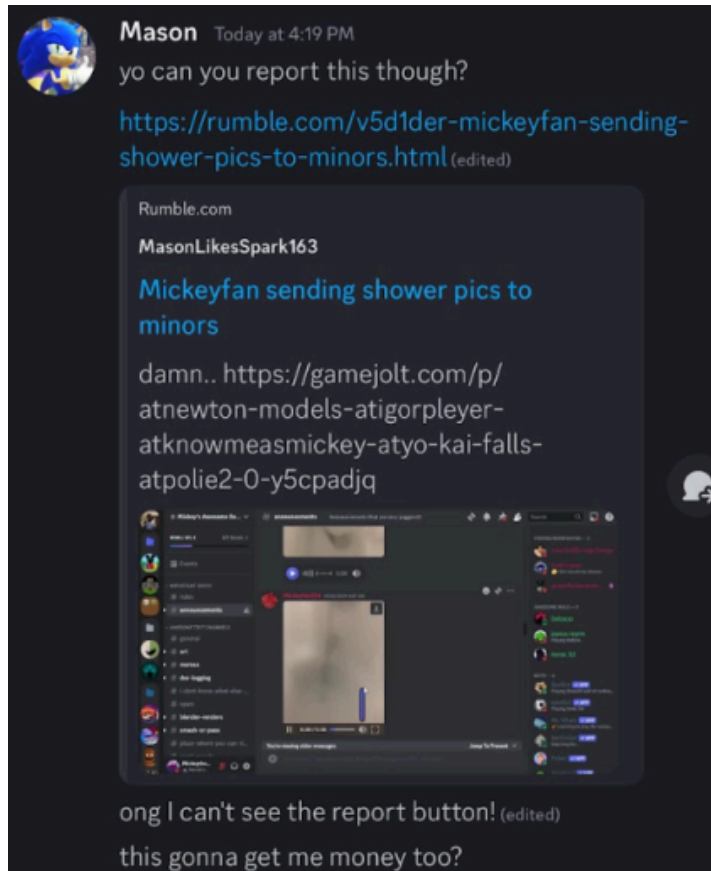 Mason Today at 4:19 PM
yo can you report this though?
https://rumble.com/v5d1der-mickeyfan-sending-
shower-pics-to-minors.html (edited)
Rumble.com
MasonLikesSpark163
Mickeyfan sending shower pics to
minors
damn.. https://gamejolt.com/p/
atnewton-models-atigorpleyer-
atknowmeasmickey-atyo-kai-falls-
atpolie2-0-y5cpadjq
announcements
general
art
ong I can't see the report button! (edited)
this gonna get me money too?